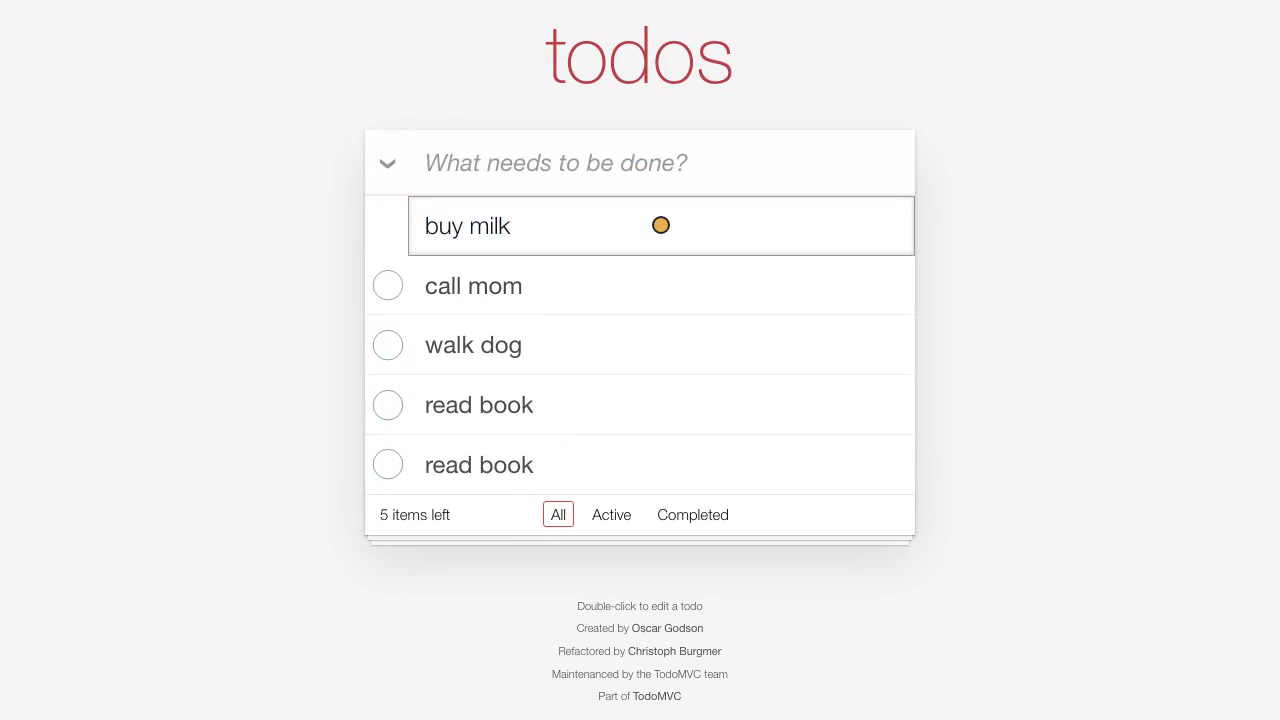 todos
What needs to be done?
buy milk
call mom
walk dog
read book
read book
5 items left All Active Completed
Double-click to edit a todo
Created by Oscar Godson
Refactored by Christoph Burgmer
Maintenanced by the TodoMVC team
Part of TodoMVC